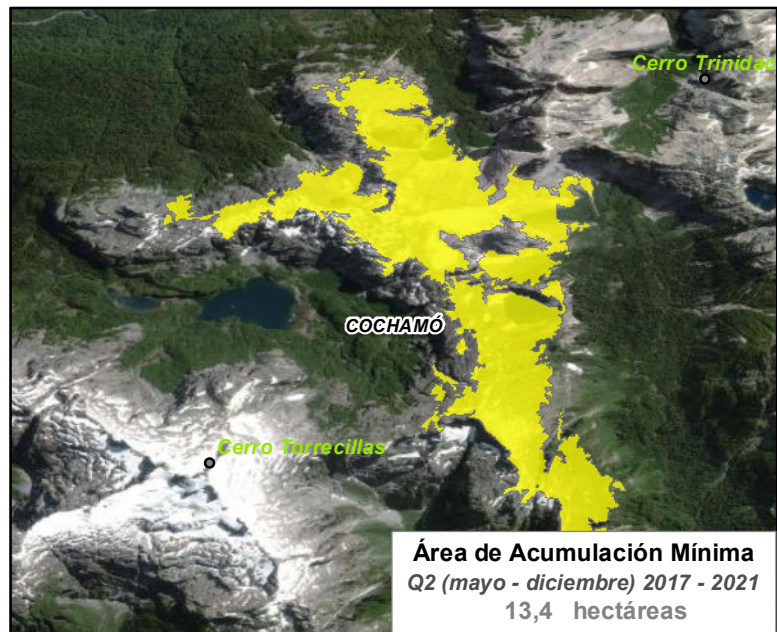 Cerro Trinidad
COCHAMÓ
Cerro Torrecillas
Área de Acumulación Mínima
Q2 (mayo - diciembre) 2017 - 2021
13,4 hectáreas